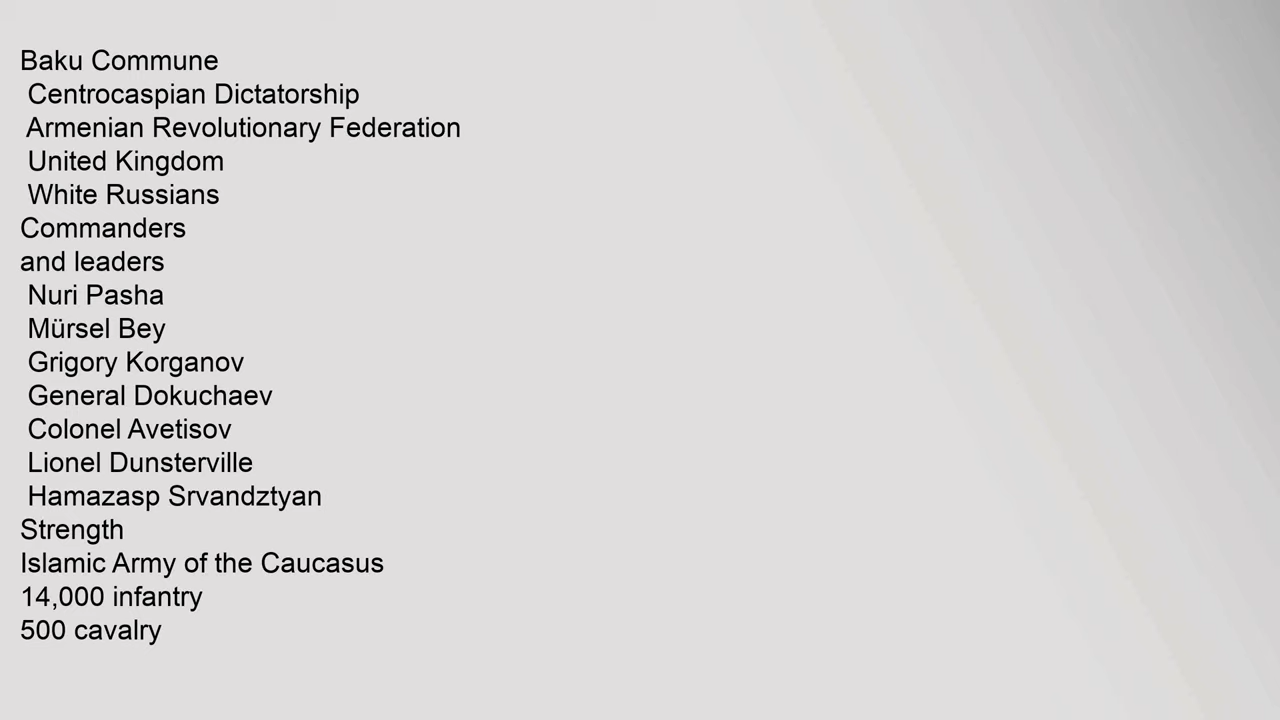 Baku Commune
Centrocaspian Dictatorship
Armenian Revolutionary Federation
United Kingdom
White Russians
Commanders
and leaders
Nuri Pasha
Mürsel Bey
Grigory Korganov
General Dokuchaev
Colonel Avetisov
Lionel Dunsterville
Hamazasp Srvandztyan
Strength
Islamic Army of the Caucasus
14,000 infantry
500 cavalry